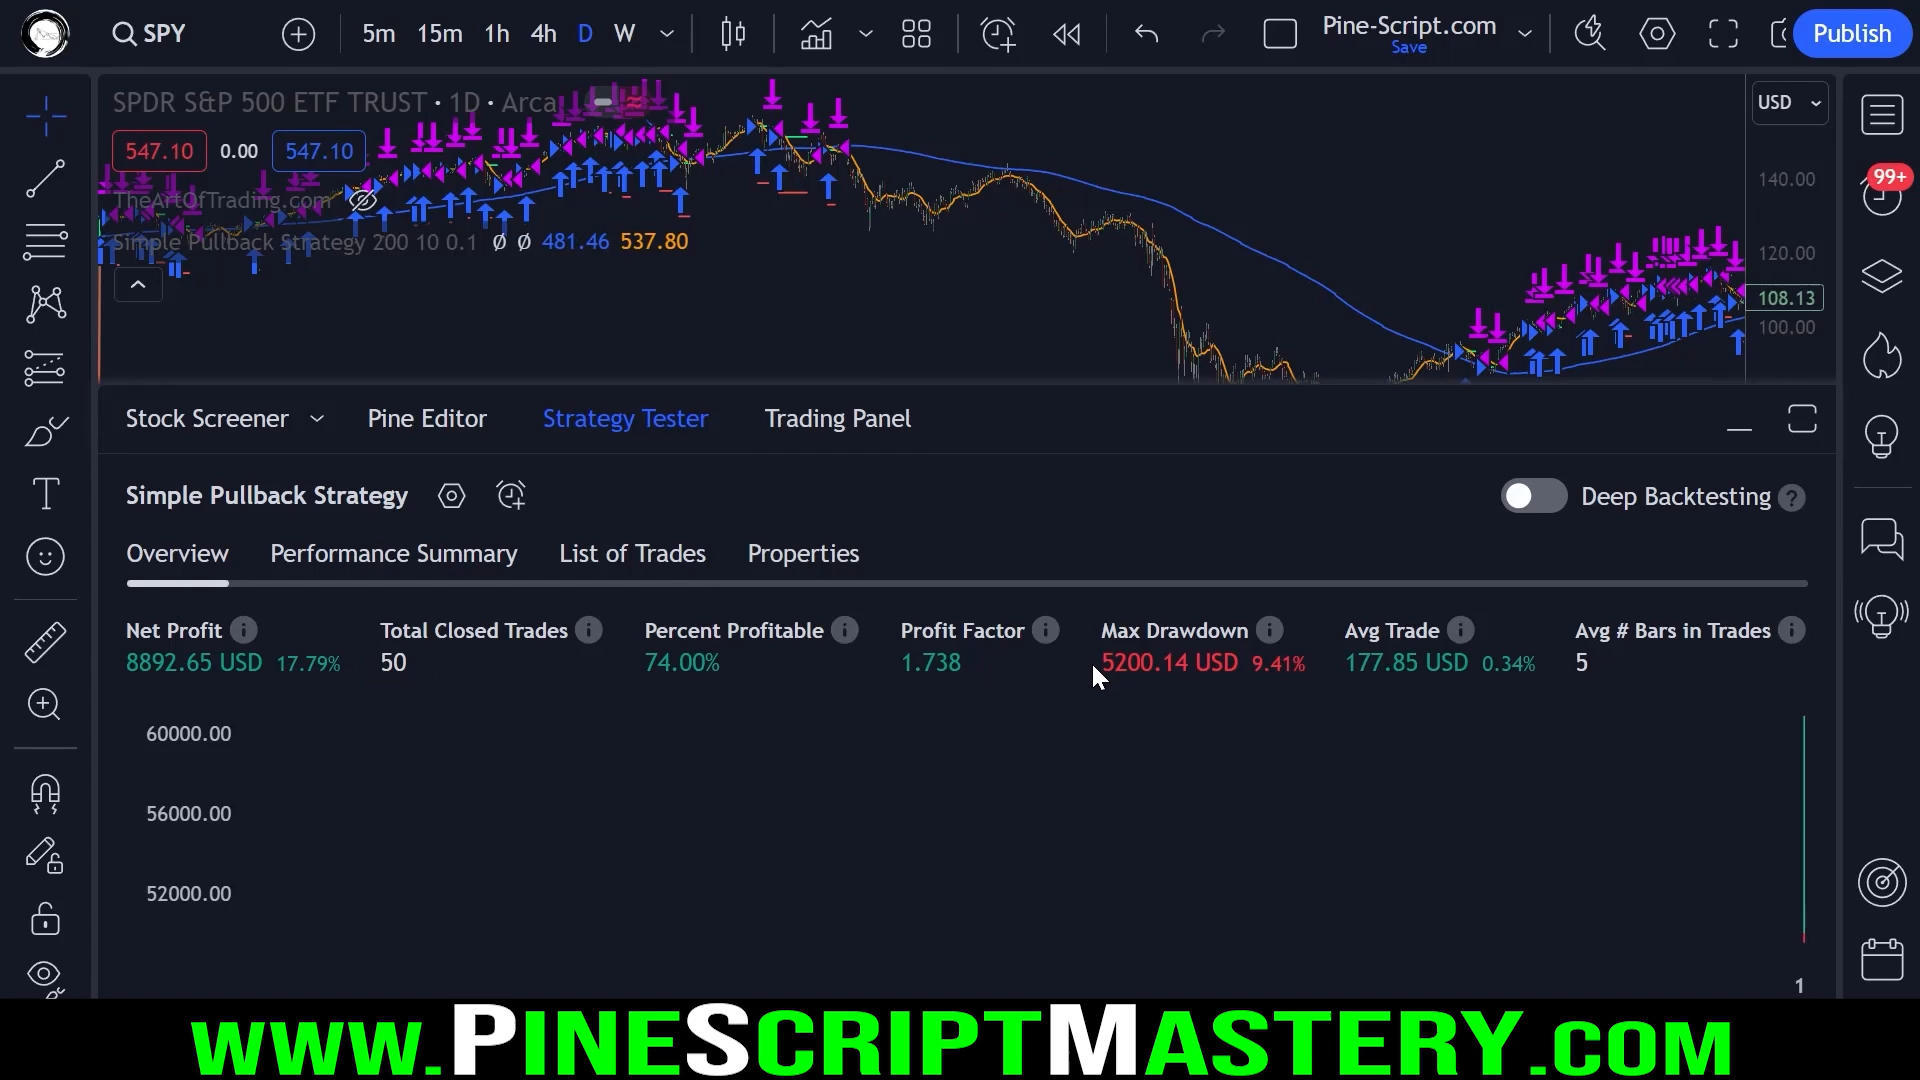 SPY
5m 15m 1h 4h D W
Pine-Script.com
Save
Publish
SPDR S&P 500 ETF TRUST · 1D · Arca
USD
547.10 0.00 547.10
99+
140.00
TheArtOfTrading.com
Simple Pullback Strategy 200 10 0.1 Ø Ø 481.46 537.80
120.00
108.13
100.00
Stock Screener Pine Editor Strategy Tester Trading Panel
Simple Pullback Strategy
Deep Backtesting ?
Overview Performance Summary List of Trades Properties
Net Profit Total Closed Trades Percent Profitable Profit Factor Max Drawdown Avg Trade Avg # Bars in Trades
8892.65 USD 17.79% 50 74.00% 1.738 5200.14 USD 9.41% 177.85 USD 0.34% 5
60000.00
56000.00
52000.00
1
www.PineScriptMastery.com